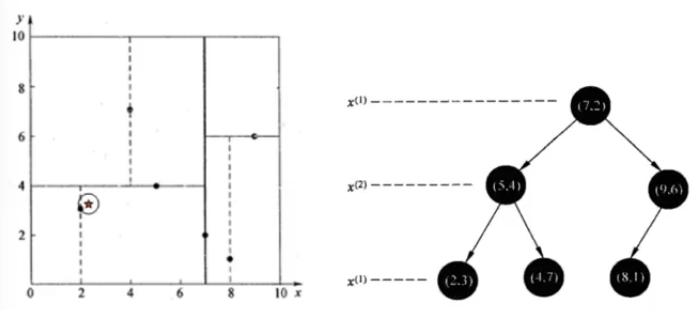 y
10
8
6
4
2
0 2 4 6 8 10 x
x(1)
(7,2)
x(2)
(5,4)
(9,6)
x(1)
(2,3)
(4,7)
(8,1)